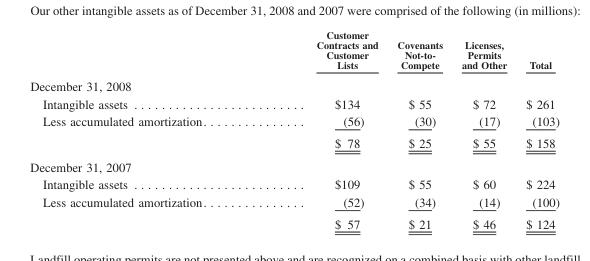 Our other intangible assets as of December 31, 2008 and 2007 were comprised of the following (in millions):
Customer
Contracts and
Customer
Lists
Covenants
Not-to-
Compete
Licenses,
Permits
and Other
Total
December 31, 2008
Intangible assets . . . . . . . . . . . . . . . . . . . . . . . . . $134 $ 55 $ 72 $ 261
Less accumulated amortization. . . . . . . . . . . . . . . (56) (30) (17) (103)
$ 78 $ 25 $ 55 $ 158
December 31, 2007
Intangible assets . . . . . . . . . . . . . . . . . . . . . . . . . $109 $ 55 $ 60 $ 224
Less accumulated amortization. . . . . . . . . . . . . . . (52) (34) (14) (100)
$ 57 $ 21 $ 46 $ 124
Landfill operating permits are not presented above and are recognized on a combined basis with other landfill